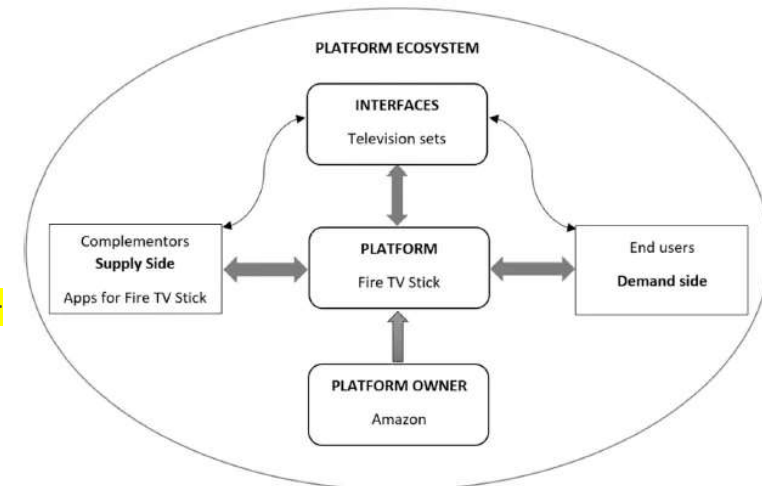 PLATFORM ECOSYSTEM
INTERFACES
Television sets
Complementors
Supply Side
Apps for Fire TV Stick
PLATFORM
Fire TV Stick
End users
Demand side
PLATFORM OWNER
Amazon